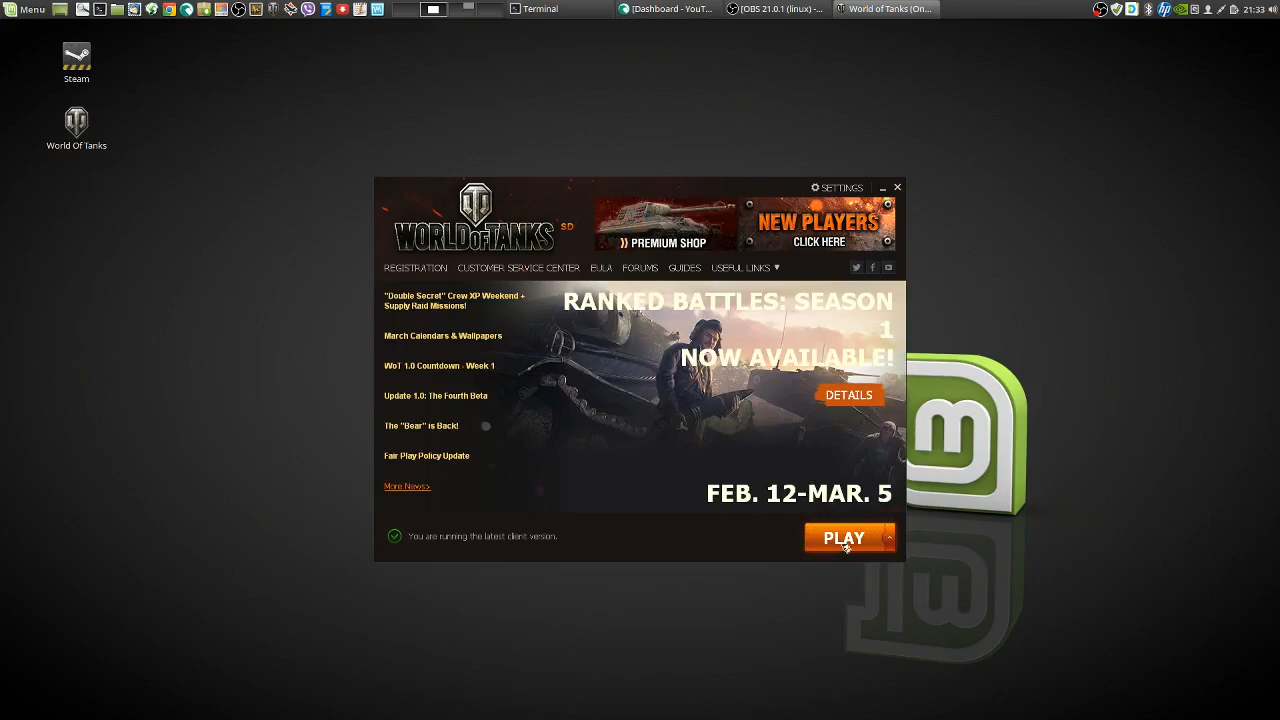 Menu
Terminal
[Dashboard - YouT...
[OBS 21.0.1 (linux) -...
World of Tanks (On...
21:33
Steam
World Of Tanks
SETTINGS
WORLD OF TANKS SD
PREMIUM SHOP
NEW PLAYERS
CLICK HERE
REGISTRATION CUSTOMER SERVICE CENTER EULA FORUMS GUIDES USEFUL LINKS ▼
"Double Secret" Crew XP Weekend +
Supply Raid Missions!
March Calendars & Wallpapers
WoT 1.0 Countdown - Week 1
Update 1.0: The Fourth Beta
The "Bear" is Back!
Fair Play Policy Update
More News>
RANKED BATTLES: SEASON
1
NOW AVAILABLE!
DETAILS
FEB. 12-MAR. 5
You are running the latest client version.
PLAY